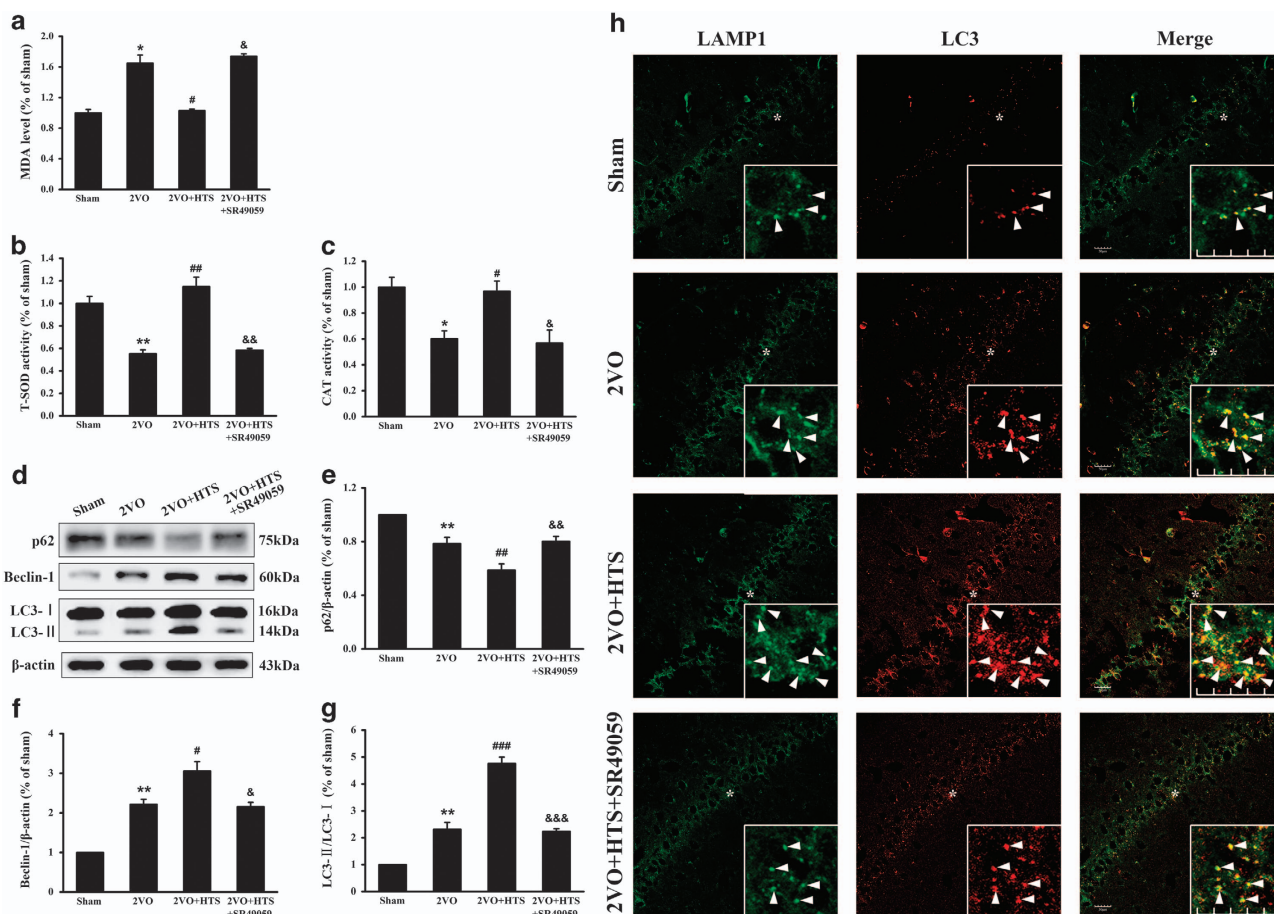 a
MDA level (% of sham)
2.0
1.6
1.2
0.8
0.4
0.0
*
#
&
Sham
2VO
2VO+HTS
2VO+HTS
+SR49059
b
T-SOD activity (% of sham)
1.4
1.2
1.0
0.8
0.6
0.4
0.2
0.0
**
##
&&
Sham
2VO
2VO+HTS
2VO+HTS
+SR49059
c
CAT activity (% of sham)
1.2
1.0
0.8
0.6
0.4
0.2
0.0
*
#
&
Sham
2VO
2VO+HTS
2VO+HTS
+SR49059
d
Sham
2VO
2VO+HTS
2VO+HTS
+SR49059
p62
75kDa
Beclin-1
60kDa
LC3-Ⅰ
16kDa
LC3-Ⅱ
14kDa
β-actin
43kDa
e
p62/β-actin (% of sham)
1.2
0.8
0.4
0.0
**
##
&&
Sham
2VO
2VO+HTS
2VO+HTS
+SR49059
f
Beclin-1/β-actin (% of sham)
4
3
2
1
0
**
#
&
Sham
2VO
2VO+HTS
2VO+HTS
+SR49059
g
LC3-Ⅱ/LC3-Ⅰ (% of sham)
6
5
4
3
2
1
0
**
###
&&&
Sham
2VO
2VO+HTS
2VO+HTS
+SR49059
h
LAMP1
LC3
Merge
Sham
*
*
*
2VO
*
*
*
2VO+HTS
*
*
*
2VO+HTS+SR49059
*
*
*